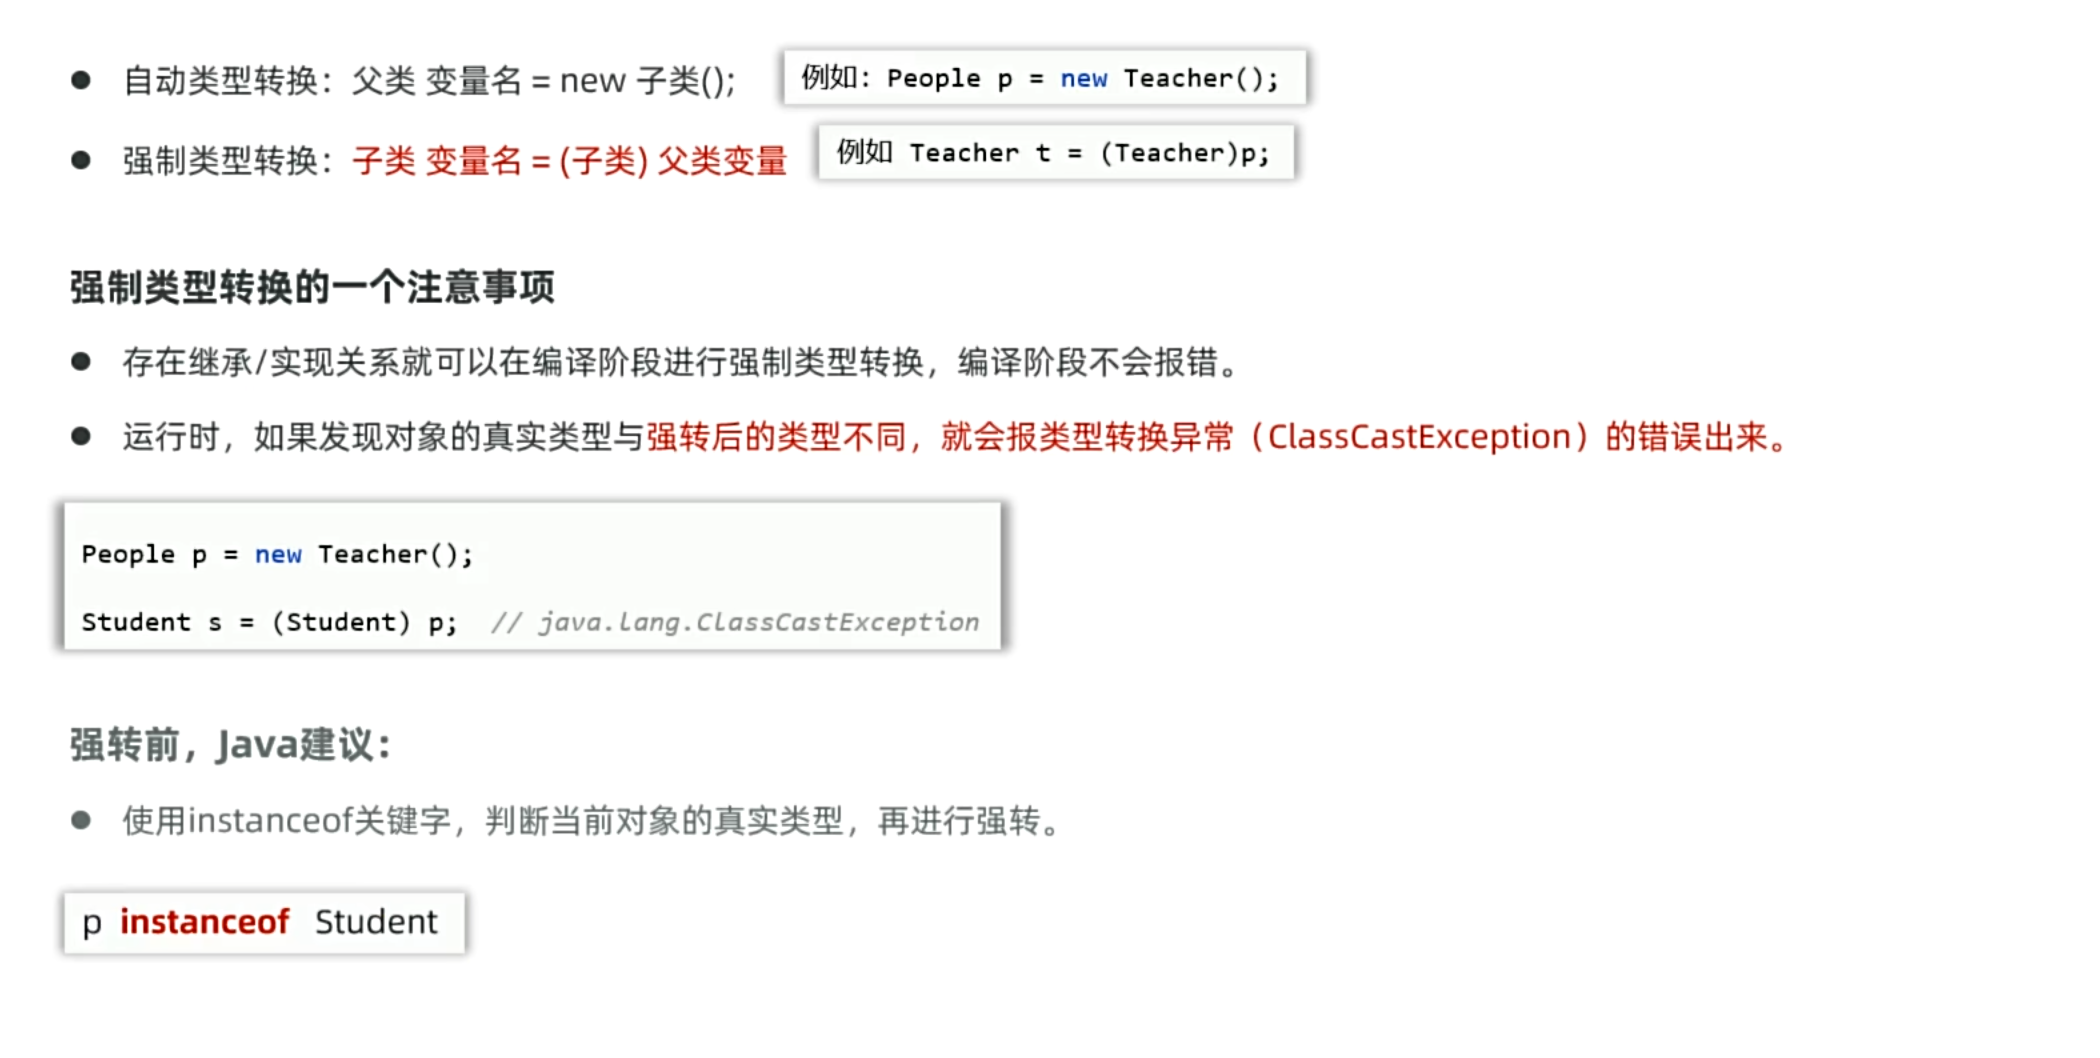 自动类型转换：父类 变量名 = new 子类();
例如：People p = new Teacher();
强制类型转换：子类 变量名 = (子类) 父类变量
例如 Teacher t = (Teacher)p;
强制类型转换的一个注意事项
存在继承/实现关系就可以在编译阶段进行强制类型转换，编译阶段不会报错。
运行时，如果发现对象的真实类型与强转后的类型不同，就会报类型转换异常（ClassCastException）的错误出来。
People p = new Teacher();
Student s = (Student) p;  // java.lang.ClassCastException
强转前，Java建议：
使用instanceof关键字，判断当前对象的真实类型，再进行强转。
p instanceof Student